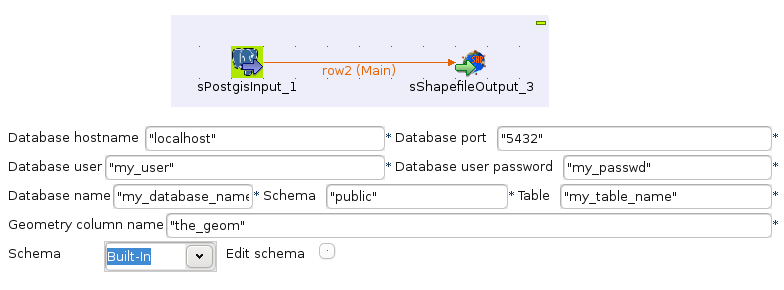 row2 (Main)
sPostgisInput_1 sShapefileOutput_3
Database hostname "localhost" * Database port "5432" *
Database user "my_user" * Database user password "my_passwd" *
Database name "my_database_name * Schema "public" * Table "my_table_name" *
Geometry column name "the_geom" *
Schema Built-In Edit schema